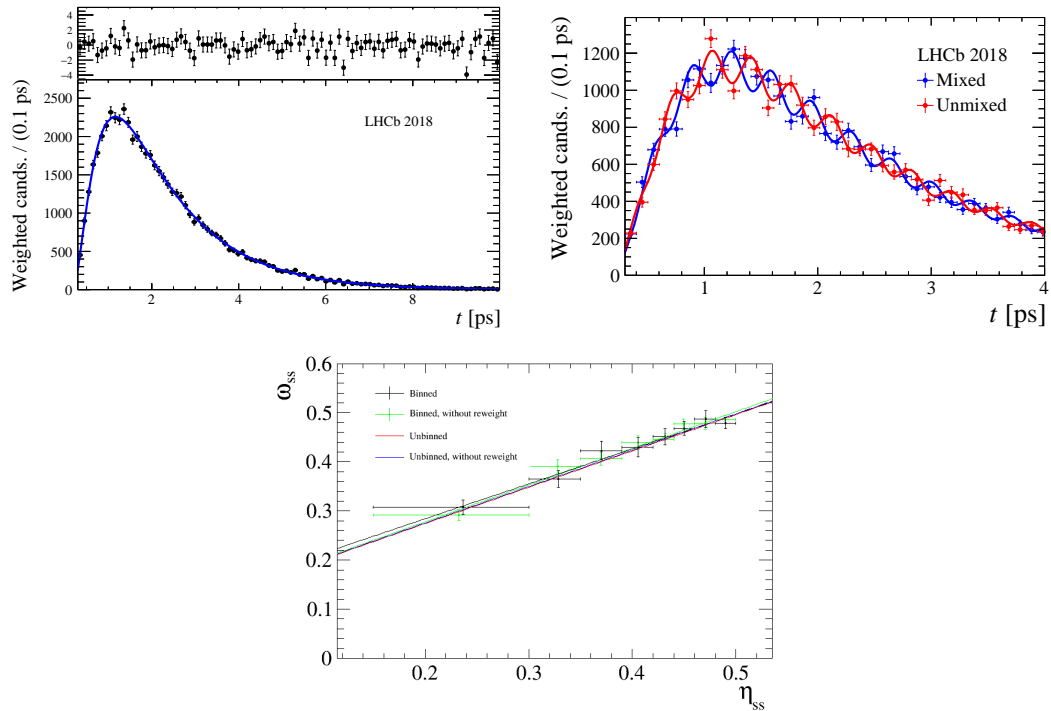 4
2
0
−2
−4
2500
2000
1500
1000
500
0
Weighted cands. / (0.1 ps)
LHCb 2018
2
4
6
8
t [ps]
1200
1000
800
600
400
200
0
Weighted cands. / (0.1 ps)
LHCb 2018
Mixed
Unmixed
1
2
3
4
t [ps]
0.6
0.5
0.4
0.3
0.2
0.1
0
ω_ss
Binned
Binned, without reweight
Unbinned
Unbinned, without reweight
0.2
0.3
0.4
0.5
η_ss